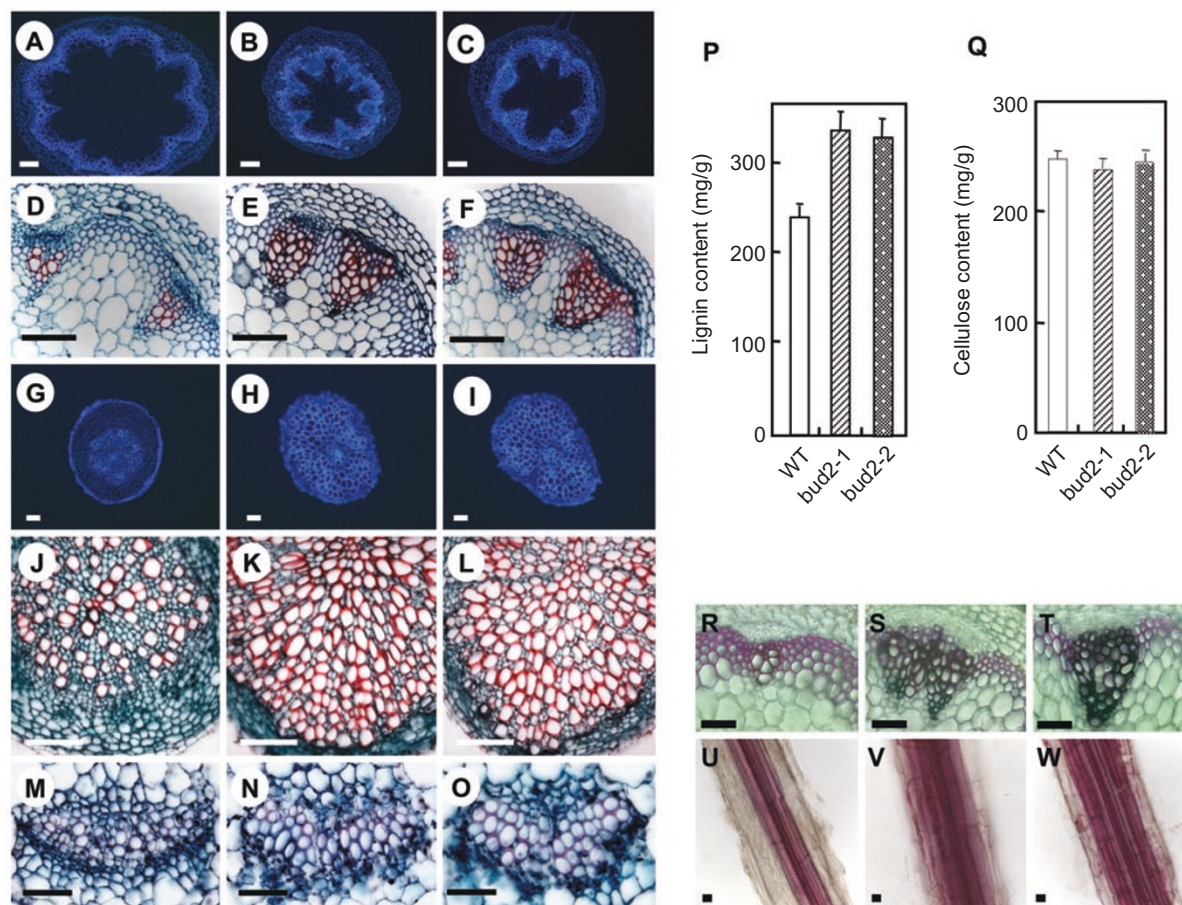 A B C
D E F
G H I
J K L
M N O
P
Lignin content (mg/g)
300
200
100
0
WT bud2-1 bud2-2
Q
Cellulose content (mg/g)
300
200
100
0
WT bud2-1 bud2-2
R S T
U V W